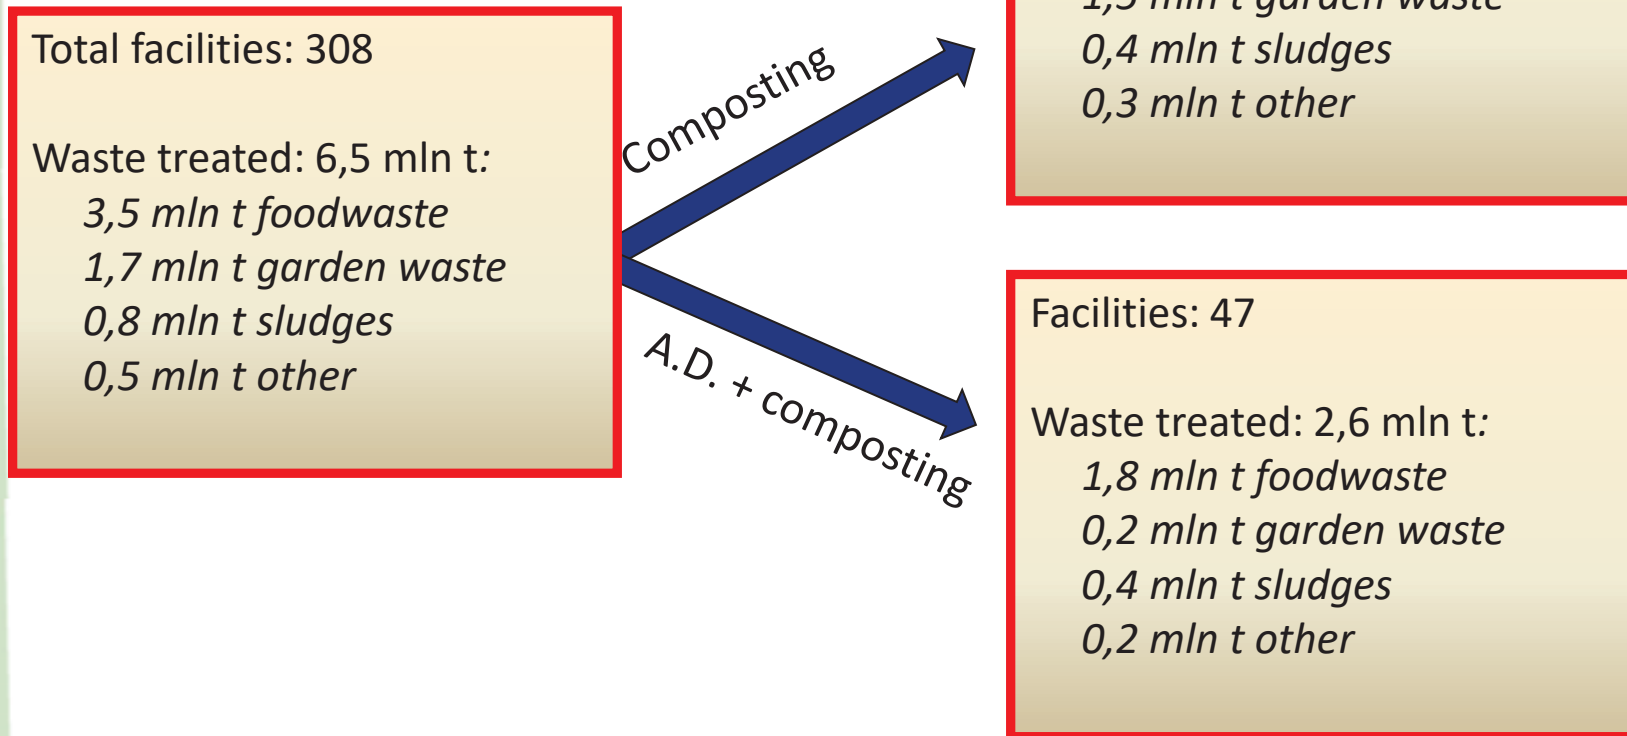 Total facilities: 308
Waste treated: 6,5 mln t:
3,5 mln t foodwaste
1,7 mln t garden waste
0,8 mln t sludges
0,5 mln t other
Composting
A.D. + composting
mln t garden waste
0,4 mln t sludges
0,3 mln t other
Facilities: 47
Waste treated: 2,6 mln t:
1,8 mln t foodwaste
0,2 mln t garden waste
0,4 mln t sludges
0,2 mln t other